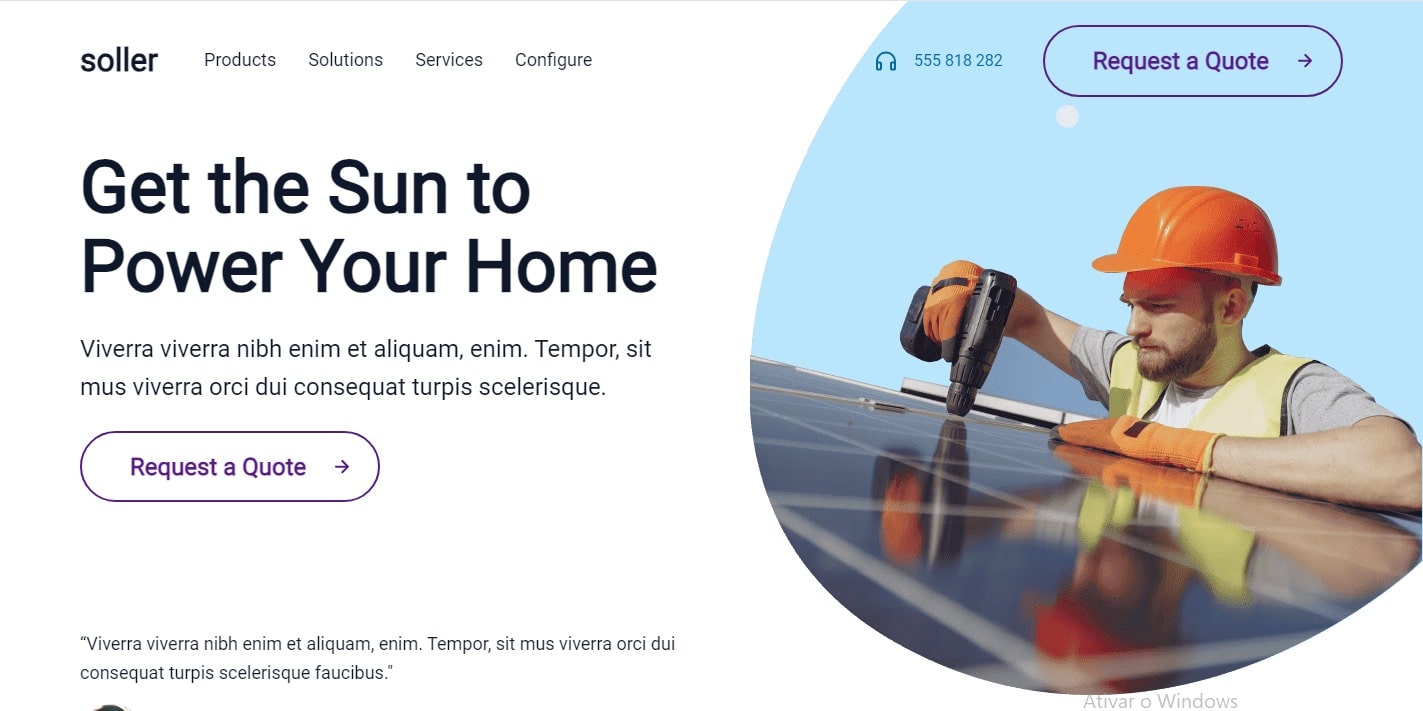 soller
Products
Solutions
Services
Configure
555 818 282
Request a Quote
Get the Sun to
Power Your Home
Viverra viverra nibh enim et aliquam, enim. Tempor, sit
mus viverra orci dui consequat turpis scelerisque.
Request a Quote
“Viverra viverra nibh enim et aliquam, enim. Tempor, sit mus viverra orci dui
consequat turpis scelerisque faucibus."
Ativar o Windows